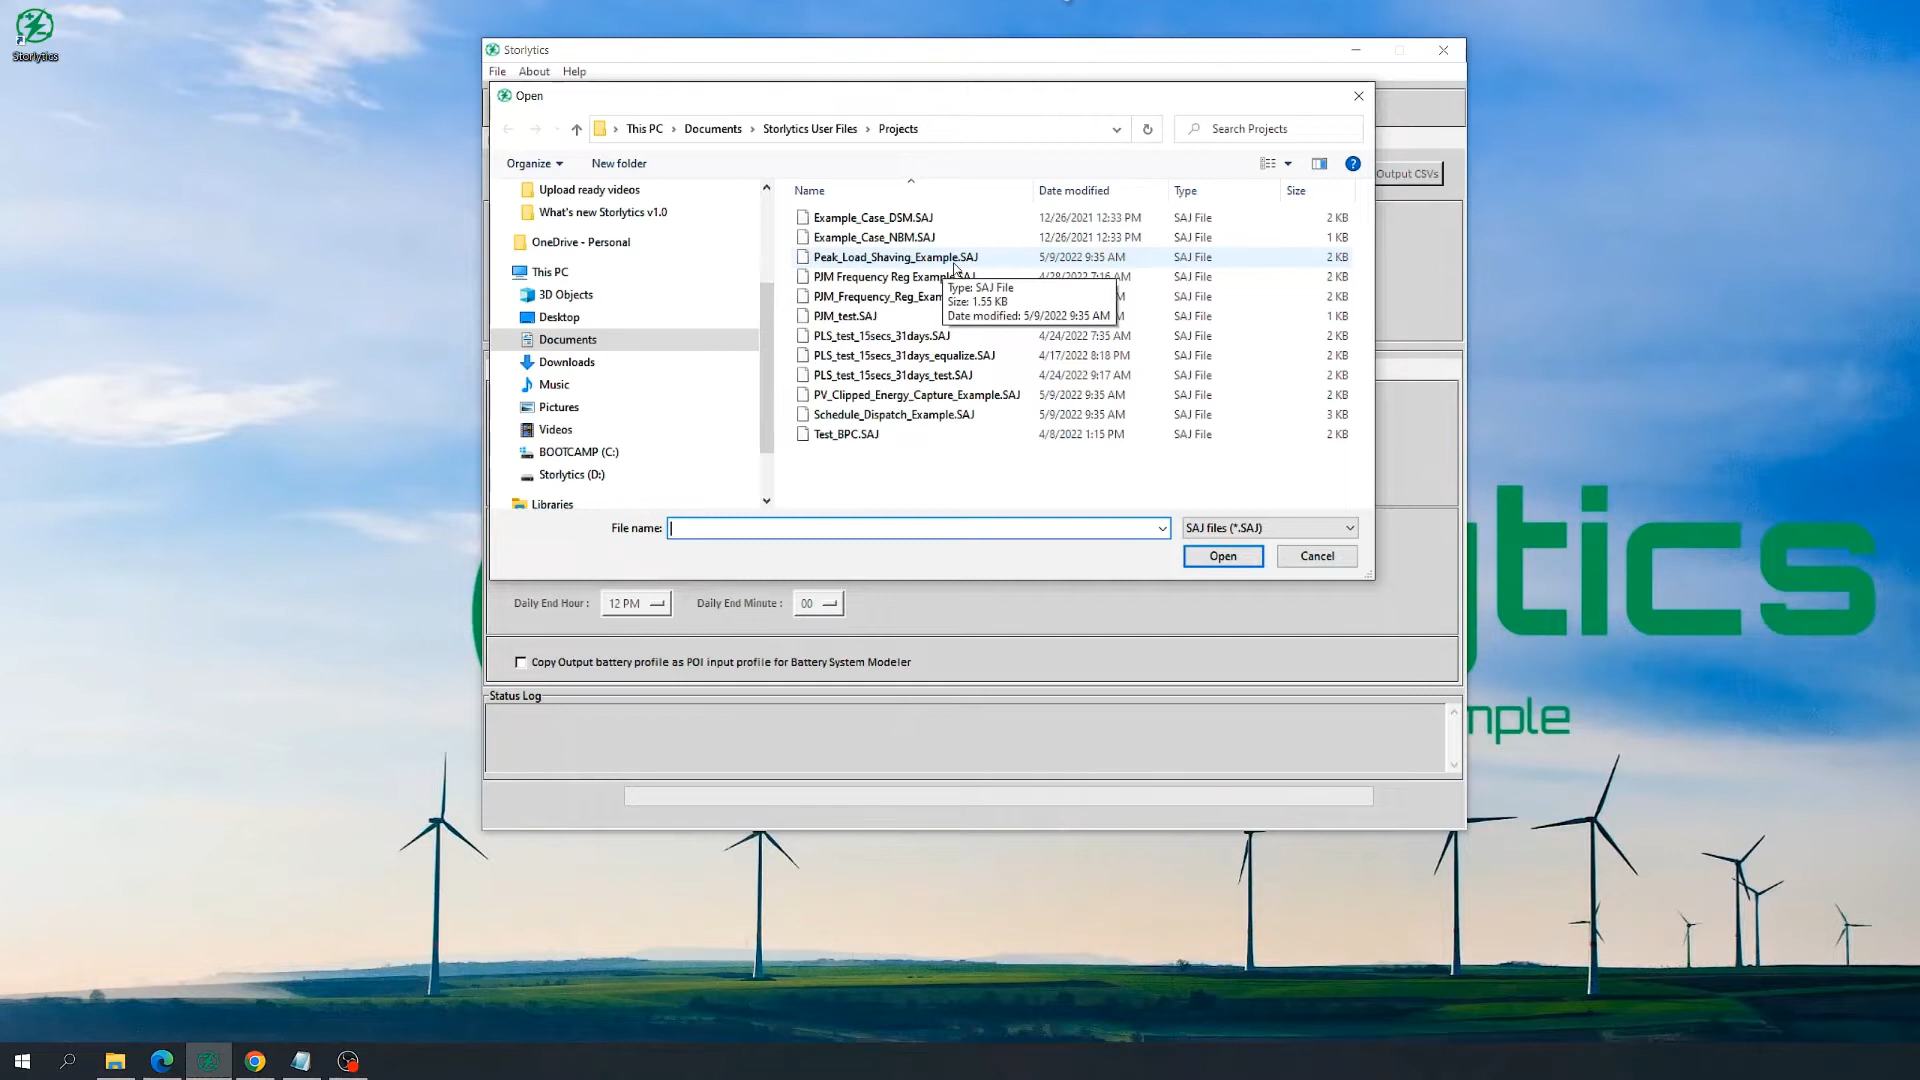 Storlytics
Storlytics
File About Help
Open
This PC Documents Storlytics User Files Projects
Search Projects
Organize New folder
Output CSVs
Upload ready videos
What's new Storlytics v1.0
OneDrive - Personal
This PC
3D Objects
Desktop
Documents
Downloads
Music
Pictures
Videos
BOOTCAMP (C:)
Storlytics (D:)
Libraries
Name Date modified Type Size
Example_Case_DSM.SAJ 12/26/2021 12:33 PM SAJ File 2 KB
Example_Case_NBM.SAJ 12/26/2021 12:33 PM SAJ File 1 KB
Peak_Load_Shaving_Example.SAJ 5/9/2022 9:35 AM SAJ File 2 KB
PJM Frequency Reg Example.SAJ 4/28/2022 7:16 AM SAJ File 2 KB
PJM_Frequency_Reg_Exam M SAJ File 2 KB
PJM_test.SAJ M SAJ File 1 KB
PLS_test_15secs_31days.SAJ 4/24/2022 7:35 AM SAJ File 2 KB
PLS_test_15secs_31days_equalize.SAJ 4/17/2022 8:18 PM SAJ File 2 KB
PLS_test_15secs_31days_test.SAJ 4/24/2022 9:17 AM SAJ File 2 KB
PV_Clipped_Energy_Capture_Example.SAJ 5/9/2022 9:35 AM SAJ File 2 KB
Schedule_Dispatch_Example.SAJ 5/9/2022 9:35 AM SAJ File 3 KB
Test_BPC.SAJ 4/8/2022 1:15 PM SAJ File 2 KB
Type: SAJ File
Size: 1.55 KB
Date modified: 5/9/2022 9:35 AM
File name: SAJ files (*.SAJ)
Open Cancel
Daily End Hour : 12 PM Daily End Minute : 00
Copy Output battery profile as POI input profile for Battery System Modeler
Status Log
ytics
mple